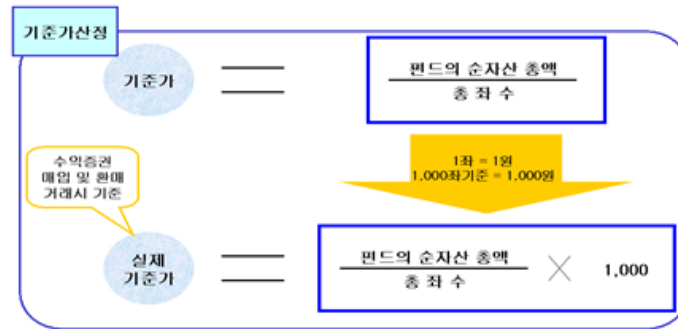 기준가산정
기준가
펀드의 순자산 총액
총 좌 수
수익증권
매입 및 환매
거래시 기준
1좌 = 1원
1,000좌기준 = 1,000원
실제
기준가
펀드의 순자산 총액
총 좌 수
1,000